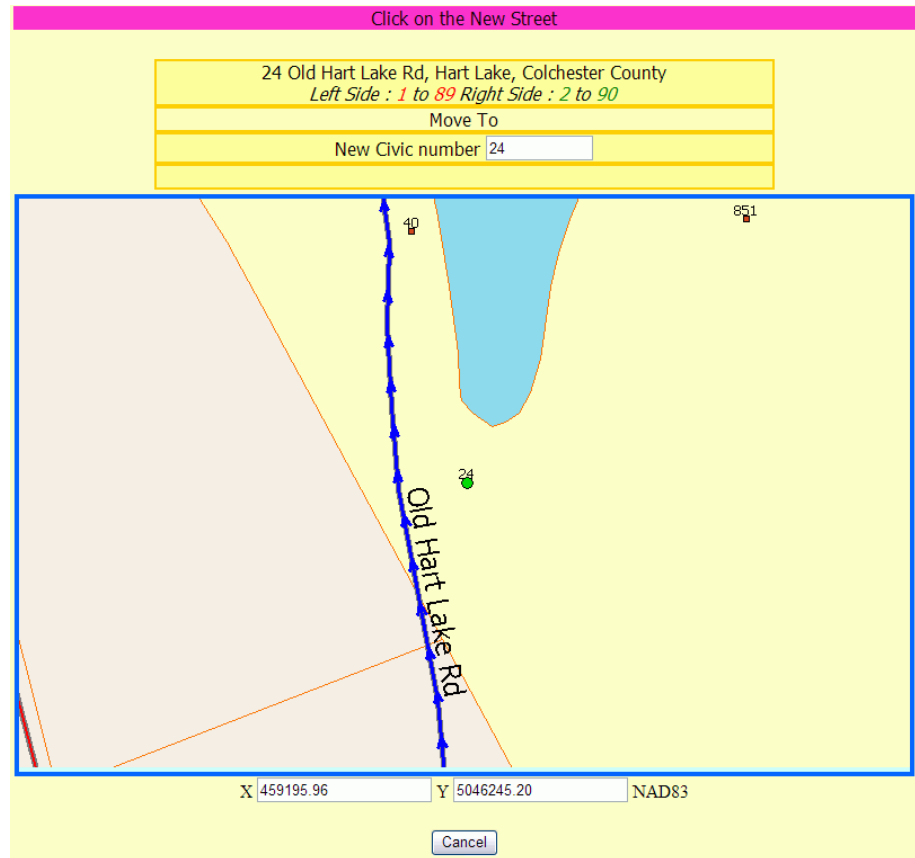 Click on the New Street
24 Old Hart Lake Rd, Hart Lake, Colchester County
Left Side : 1 to 89 Right Side : 2 to 90
Move To
New Civic number 24
40
851
24
Old Hart Lake Rd
X 459195.96 Y 5046245.20 NAD83
Cancel